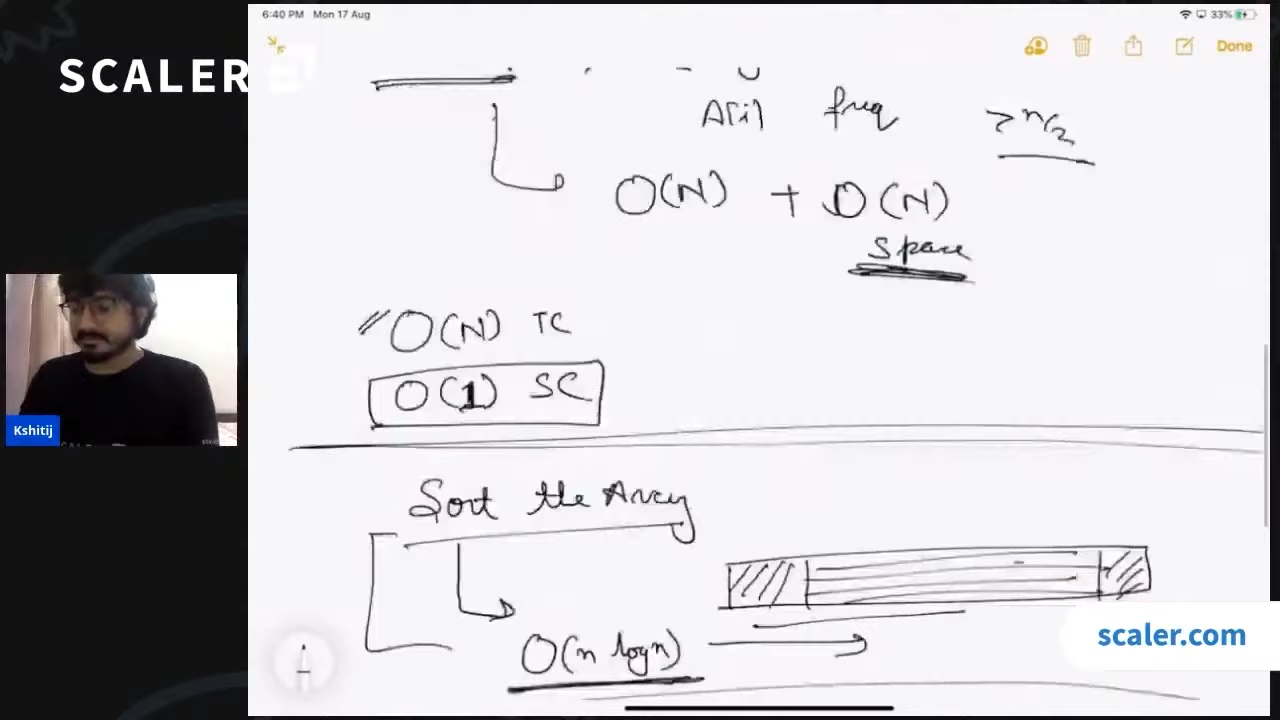 6:40 PM Mon 17 Aug
33%
SCALER
Done
A[i] freq > n/2
O(N) + O(N)
Space
O(N) TC
O(1) SC
Kshitij
Sort the Array
scaler.com
O(n logn)